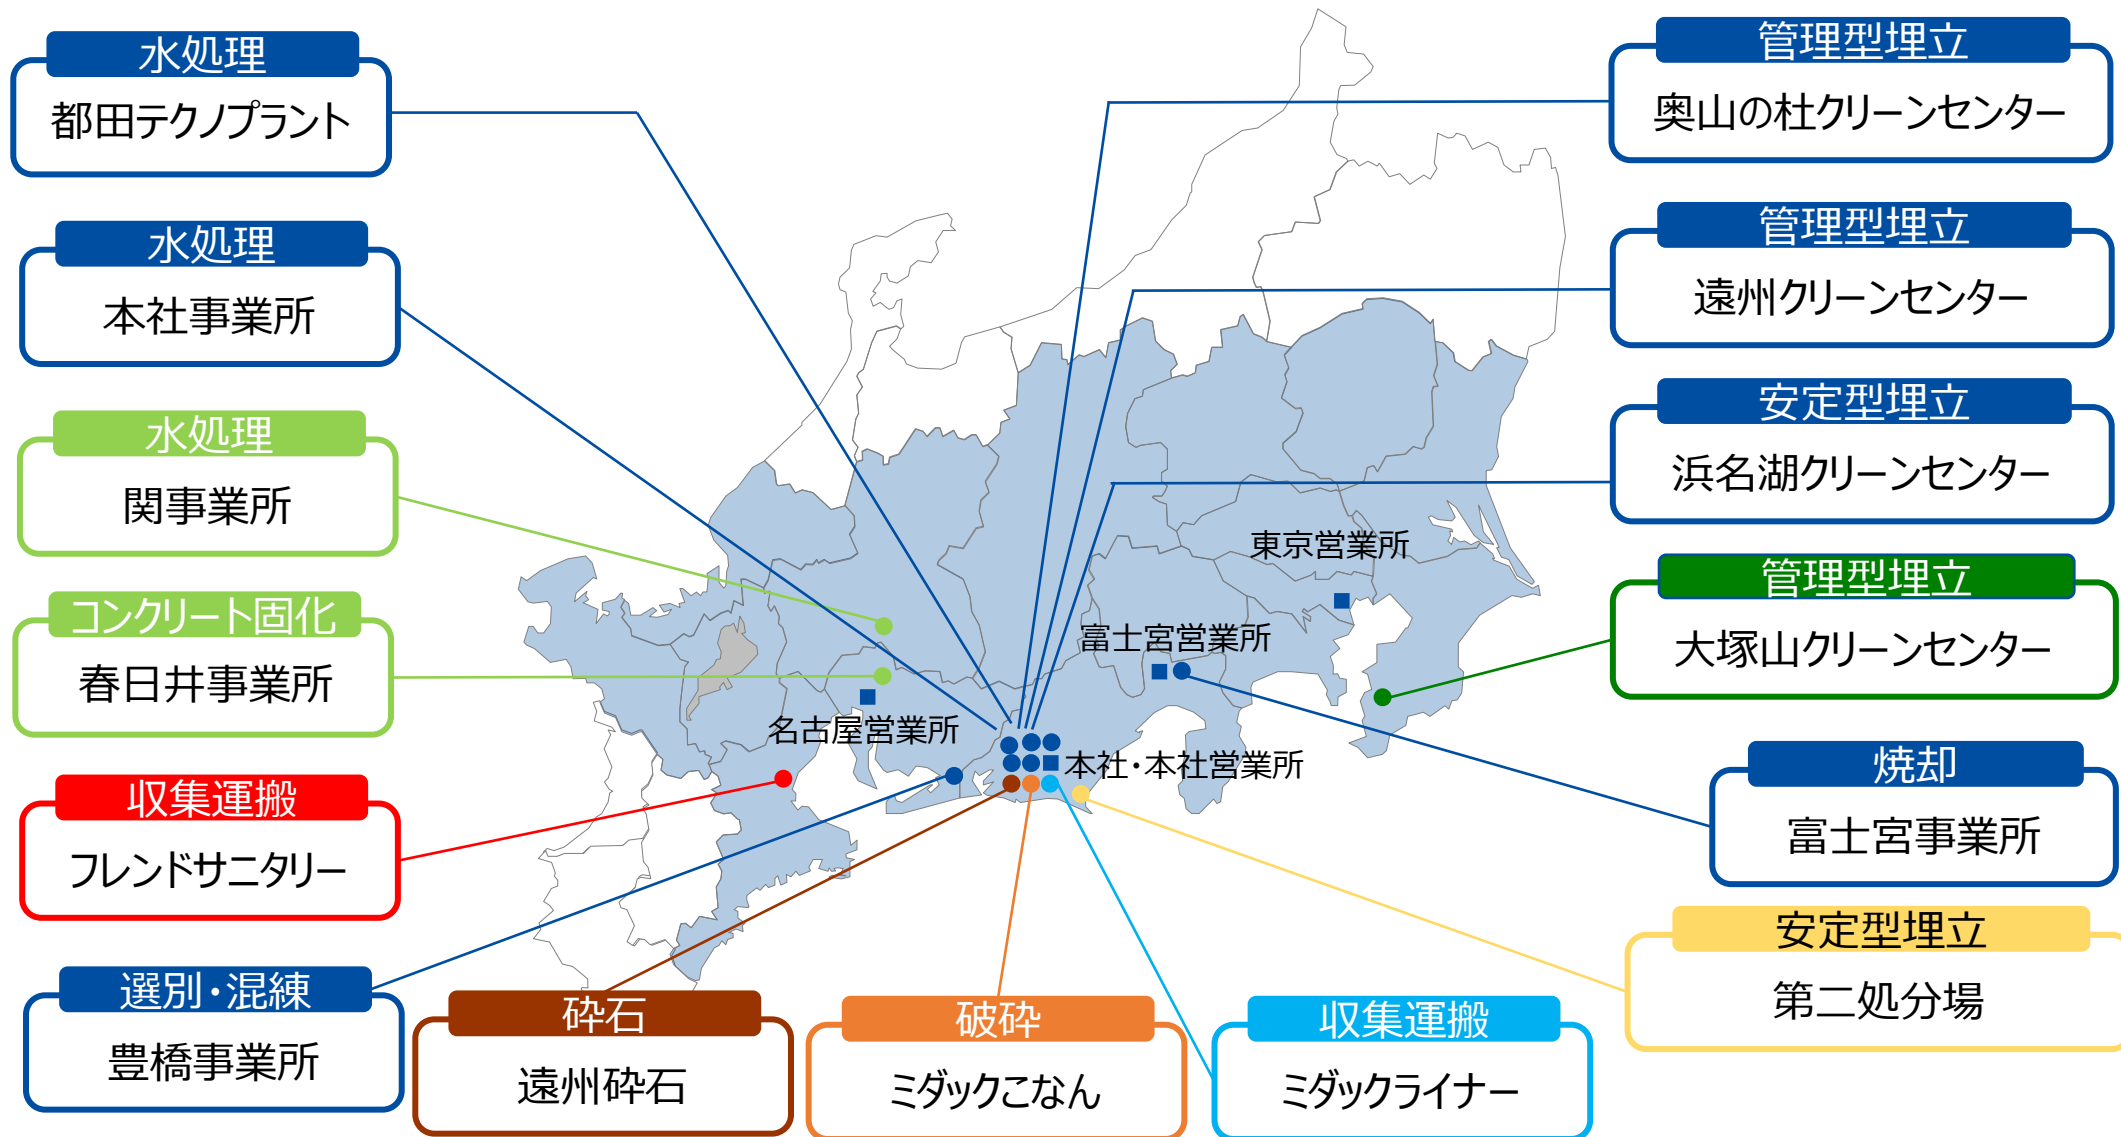 水処理
都田テクノプラント
水処理
本社事業所
水処理
関事業所
コンクリート固化
春日井事業所
収集運搬
フレンドサニタリー
選別・混練
豊橋事業所
砕石
遠州砕石
破砕
ミダックこなん
収集運搬
ミダックライナー
管理型埋立
奥山の杜クリーンセンター
管理型埋立
遠州クリーンセンター
安定型埋立
浜名湖クリーンセンター
管理型埋立
大塚山クリーンセンター
焼却
富士宮事業所
安定型埋立
第二処分場
東京営業所
富士宮営業所
名古屋営業所
本社・本社営業所